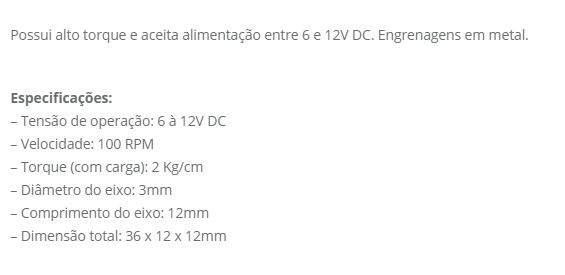 Possui alto torque e aceita alimentação entre 6 e 12V DC. Engrenagens em metal.
Especificações:
– Tensão de operação: 6 à 12V DC
– Velocidade: 100 RPM
– Torque (com carga): 2 Kg/cm
– Diâmetro do eixo: 3mm
– Comprimento do eixo: 12mm
– Dimensão total: 36 x 12 x 12mm